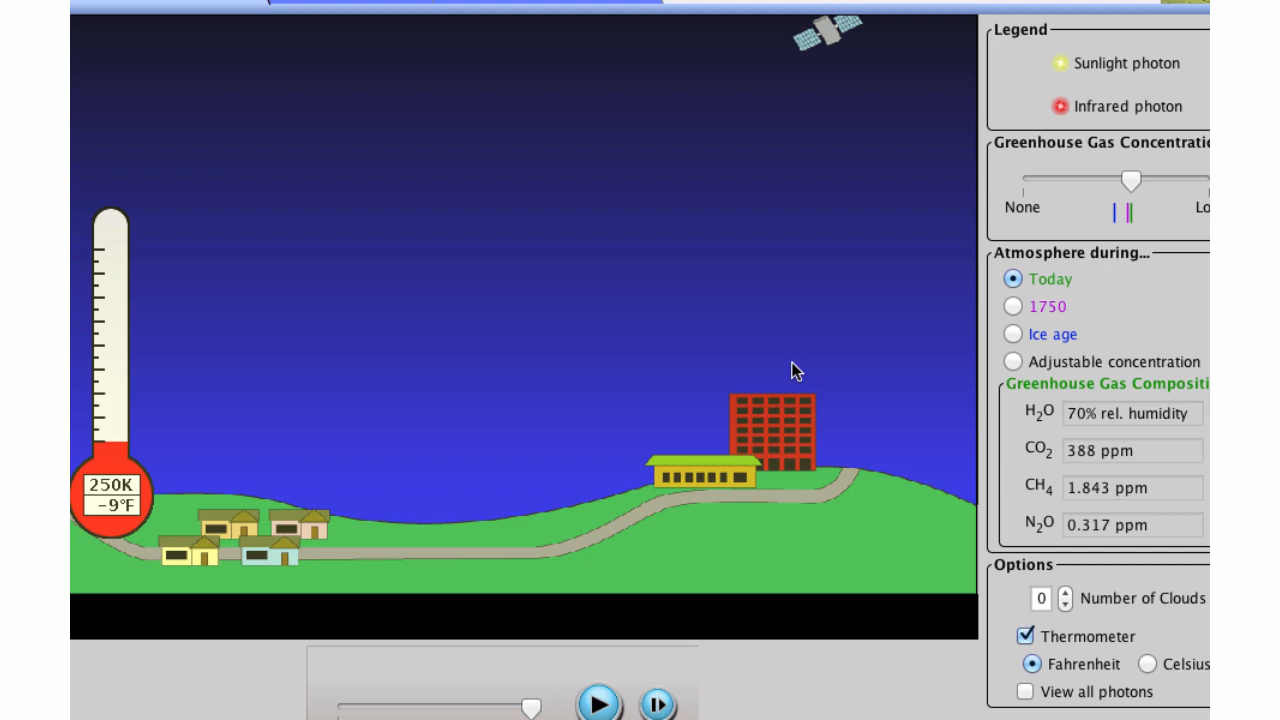 Legend
Sunlight photon
Infrared photon
Greenhouse Gas Concentratio
None
Lo
Atmosphere during...
Today
1750
Ice age
Adjustable concentration
Greenhouse Gas Compositi
H2O 70% rel. humidity
CO2 388 ppm
CH4 1.843 ppm
N2O 0.317 ppm
Options
0 Number of Clouds
Thermometer
Fahrenheit Celsius
View all photons
250K
-9°F